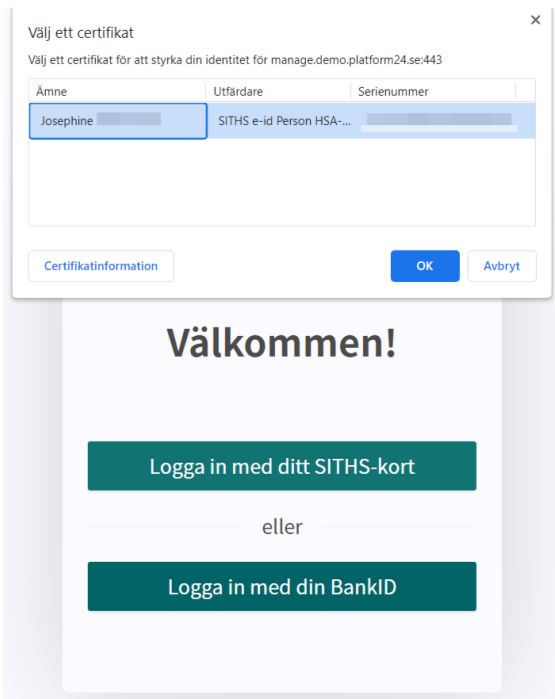 Välj ett certifikat
Välj ett certifikat för att styrka din identitet för manage.demo.platform24.se:443
Ämne Utfärdare Serienummer
Josephine SITHS e-id Person HSA-...
Certifikatinformation OK Avbryt
Välkommen!
Logga in med ditt SITHS-kort
eller
Logga in med din BankID